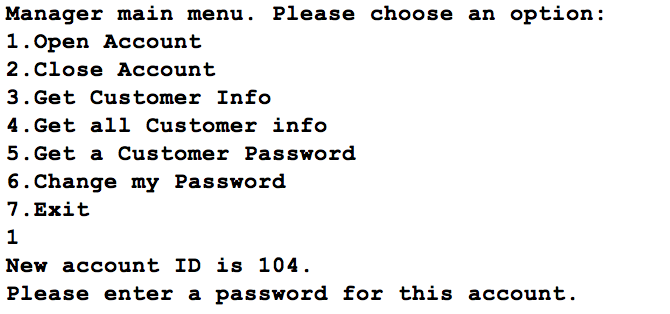 Manager main menu. Please choose an option:
1.Open Account
2.Close Account
3.Get Customer Info
4.Get all Customer info
5.Get a Customer Password
6.Change my Password
7.Exit
1
New account ID is 104.
Please enter a password for this account.